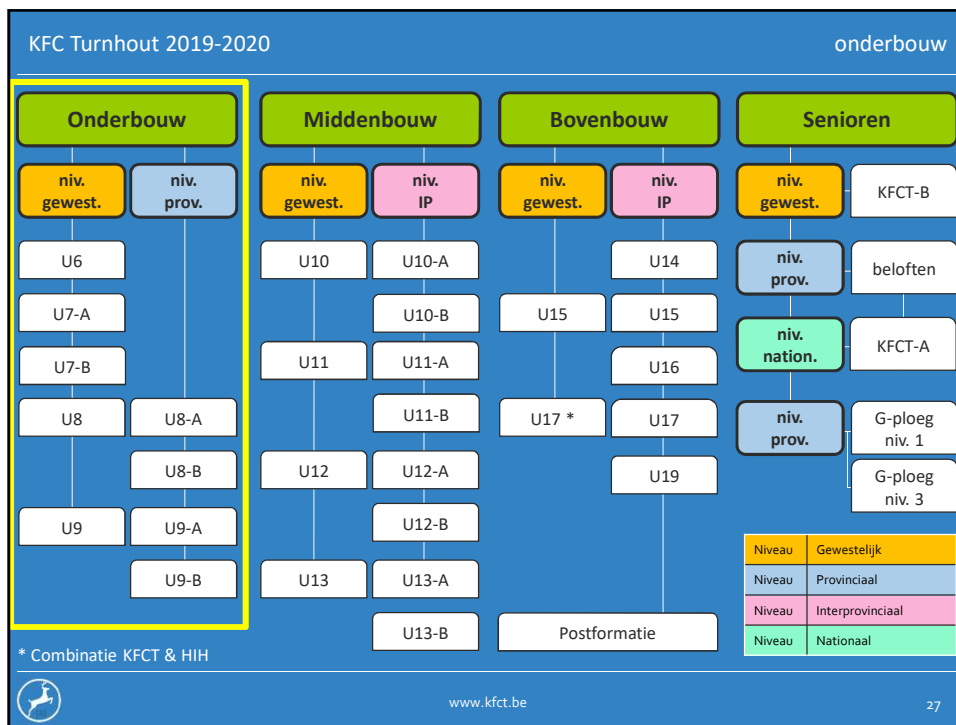 KFC Turnhout 2019-2020
onderbouw
Onderbouw
Middenbouw
Bovenbouw
Senioren
niv.
gewest.
niv.
prov.
niv.
gewest.
niv.
IP
niv.
gewest.
niv.
IP
niv.
gewest.
KFCT-B
U6
U10
U10-A
U14
niv.
prov.
beloften
U7-A
U10-B
U15
U15
niv.
nation.
KFCT-A
U7-B
U11
U11-A
U16
U8
U8-A
U11-B
U17 *
U17
niv.
prov.
G-ploeg
niv. 1
U8-B
U12
U12-A
U19
G-ploeg
niv. 3
U9
U9-A
U12-B
U9-B
U13
U13-A
Niveau Gewestelijk
Niveau Provinciaal
Niveau Interprovinciaal
Niveau Nationaal
U13-B
Postformatie
* Combinatie KFCT & HIH
www.kfct.be
27